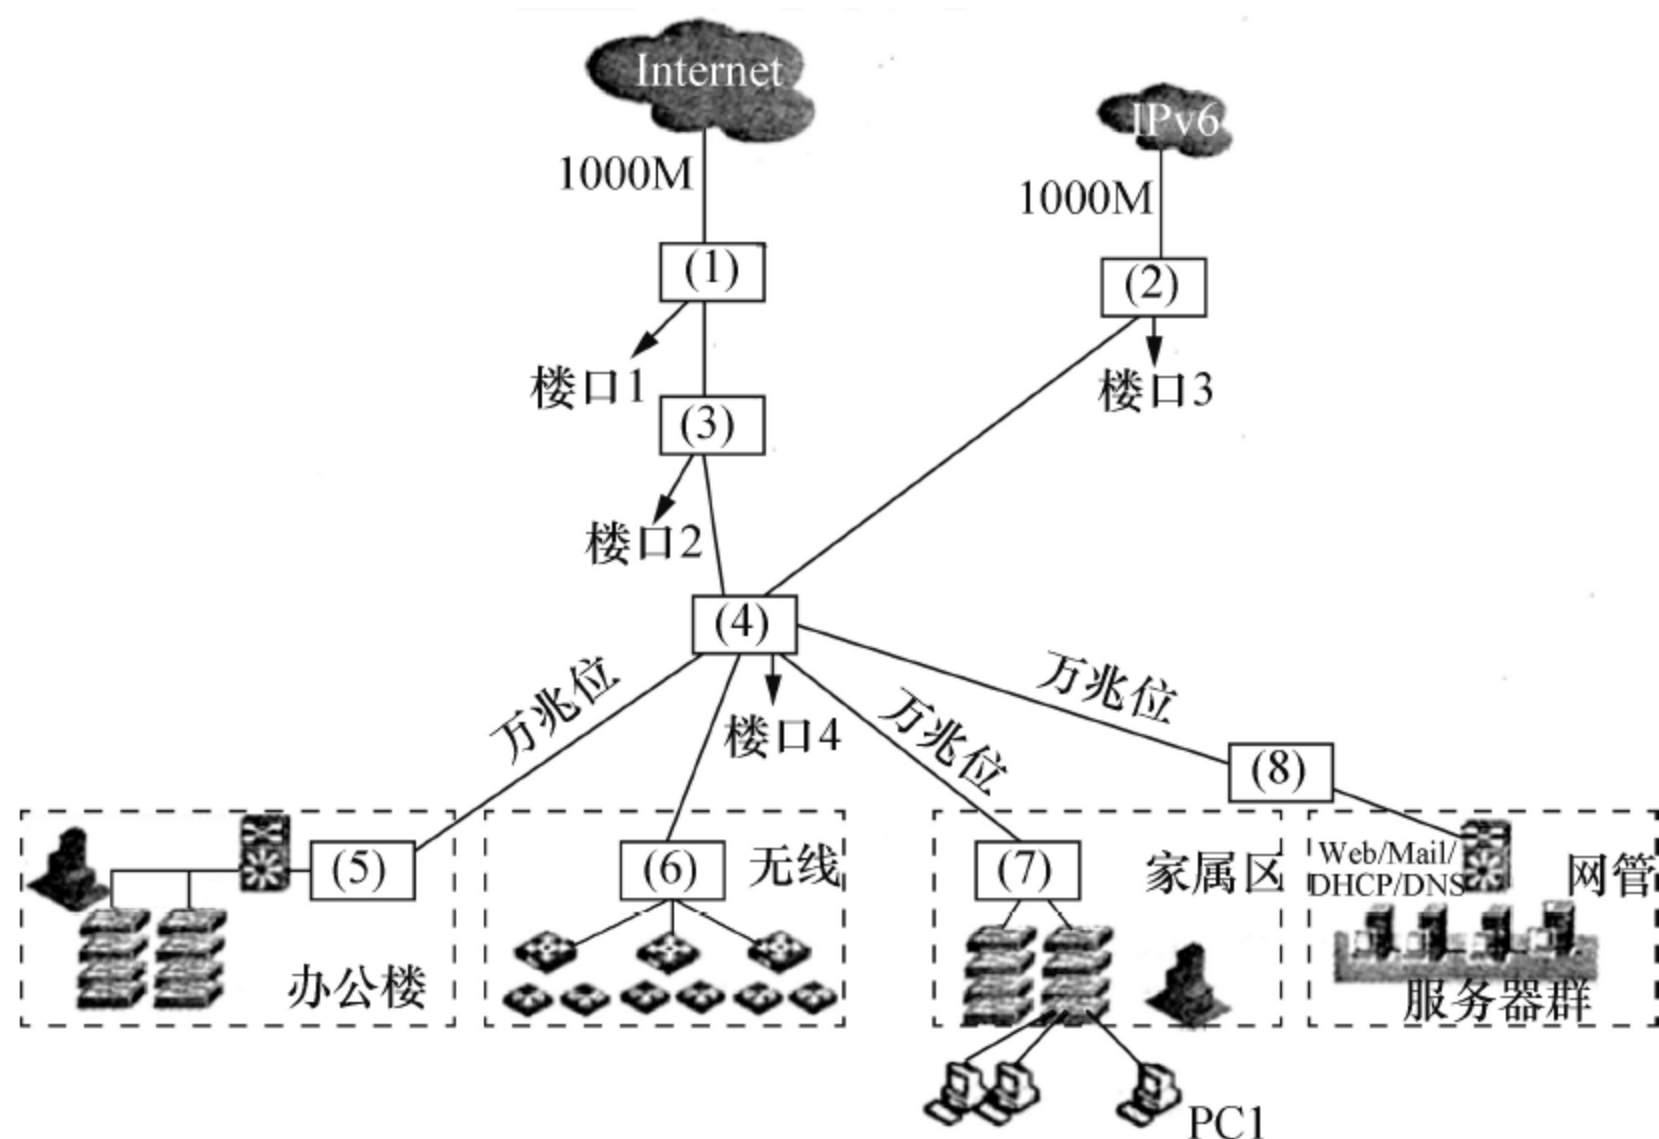 Internet
IPv6
1000M
1000M
(1)
(2)
楼口1
楼口3
(3)
楼口2
(4)
万兆位
楼口4
万兆位
万兆位
(8)
(5)
(6)
无线
(7)
家属区
Web/Mail/
DHCP/DNS
网管
办公楼
服务器群
PC1